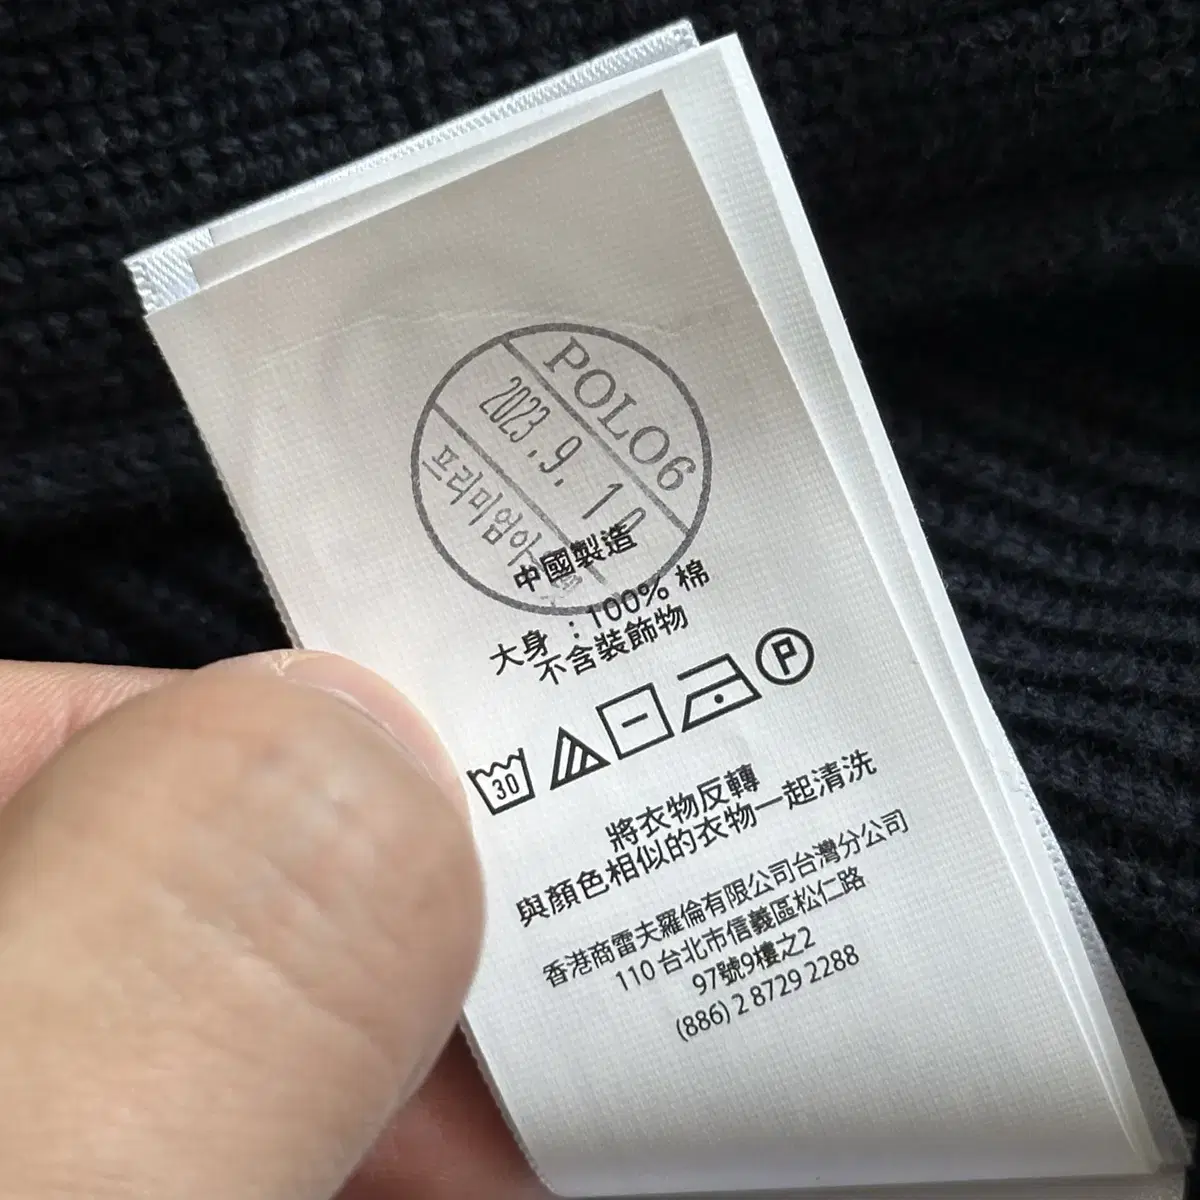 POLO6
2023.9.10
프리미엄아
中國製造
大身 : 100% 棉
不含裝飾物
30
P
將衣物反轉
與顏色相似的衣物一起清洗
香港商雷夫羅倫有限公司台灣分公司
110 台北市信義區松仁路
97號9樓之2
(886) 2 8729 2288